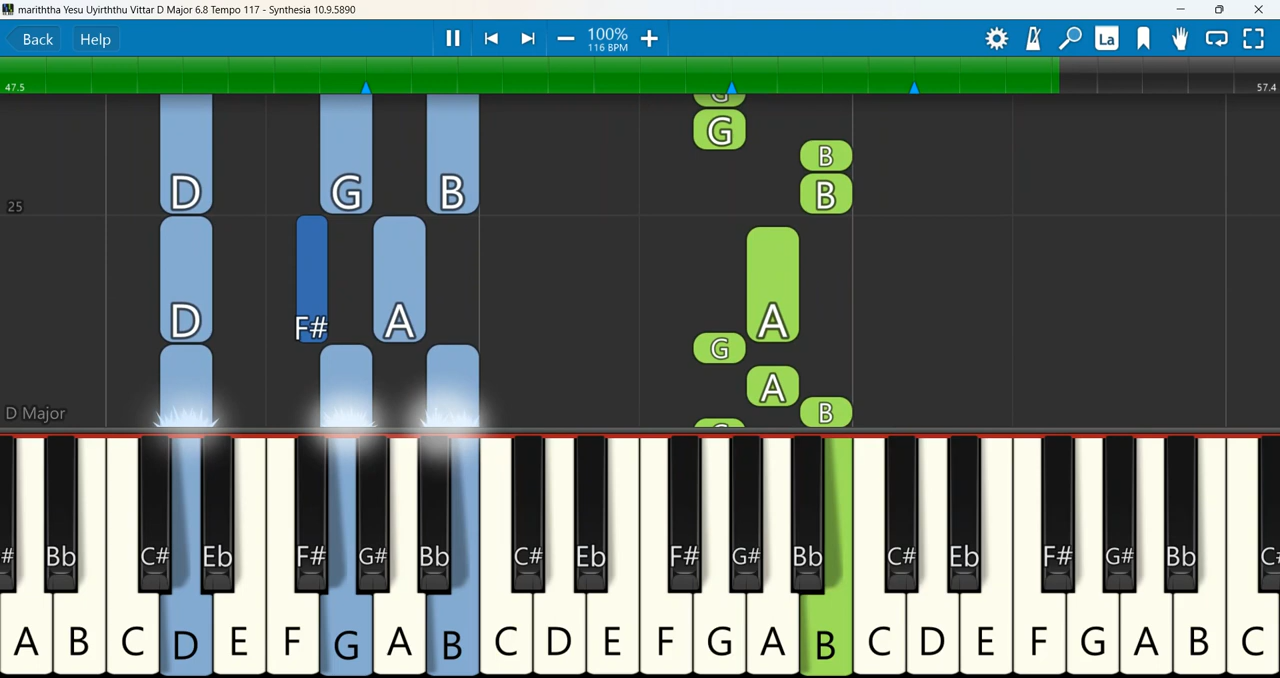 mariththa Yesu Uyirththu Vittar D Major 6.8 Tempo 117 - Synthesia 10.9.5890
Back Help 100% La
116 BPM
47.5 57.4
G
G
B
D G B B
25
D F# A A
G
A
D Major B
G
# Bb C# Eb F# G# Bb C# Eb F# G# Bb C# Eb F# G# Bb C
A B C D E F G A B C D E F G A B C D E F G A B C